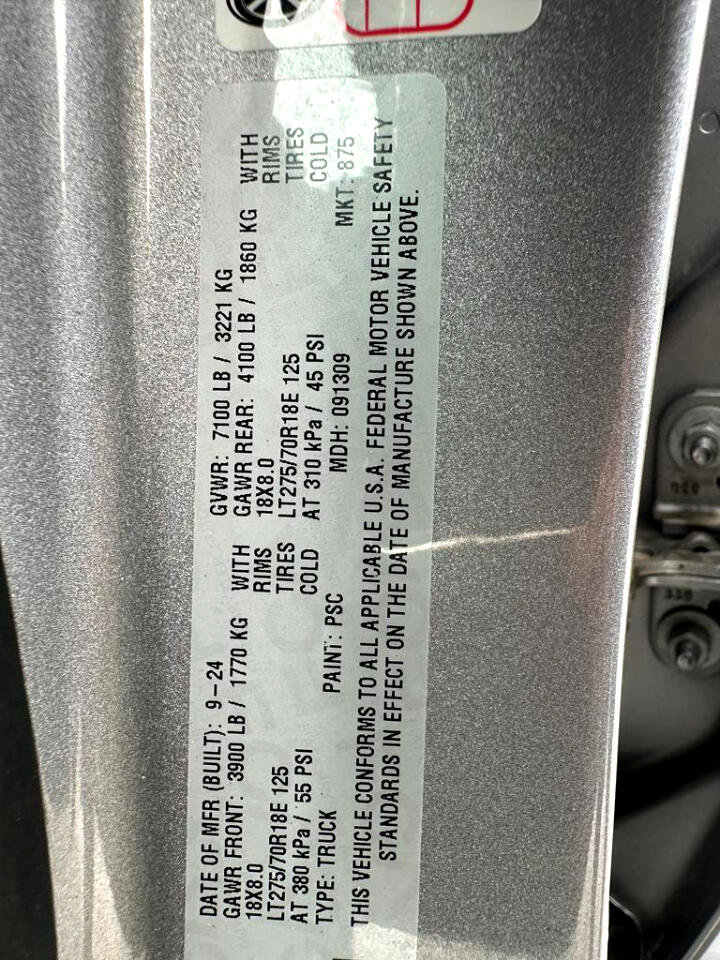 DATE OF MFR (BUILT): 9-24 GVWR: 7100 LB / 3221 KG
GAWR FRONT: 3900 LB / 1770 KG WITH GAWR REAR: 4100 LB / 1860 KG WITH
18X8.0 RIMS 18X8.0 RIMS
LT275/70R18E 125 TIRES LT275/70R18E 125 TIRES
AT 380 kPa / 55 PSI COLD AT 310 kPa / 45 PSI COLD
TYPE: TRUCK PAINT: PSC MDH: 091309 MKT: 875
THIS VEHICLE CONFORMS TO ALL APPLICABLE U.S.A. FEDERAL MOTOR VEHICLE SAFETY
STANDARDS IN EFFECT ON THE DATE OF MANUFACTURE SHOWN ABOVE.